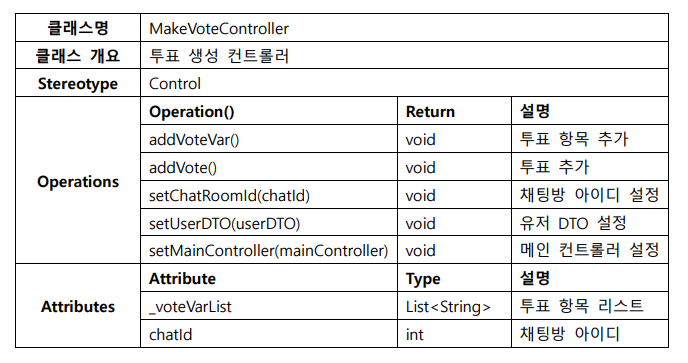 클래스명 MakeVoteController
클래스 개요 투표 생성 컨트롤러
Stereotype Control
Operations
Operation() Return 설명
addVoteVar() void 투표 항목 추가
addVote() void 투표 추가
setChatRoomId(chatId) void 채팅방 아이디 설정
setUserDTO(userDTO) void 유저 DTO 설정
setMainController(mainController) void 메인 컨트롤러 설정
Attributes
Attribute Type 설명
_voteVarList List<String> 투표 항목 리스트
chatId int 채팅방 아이디